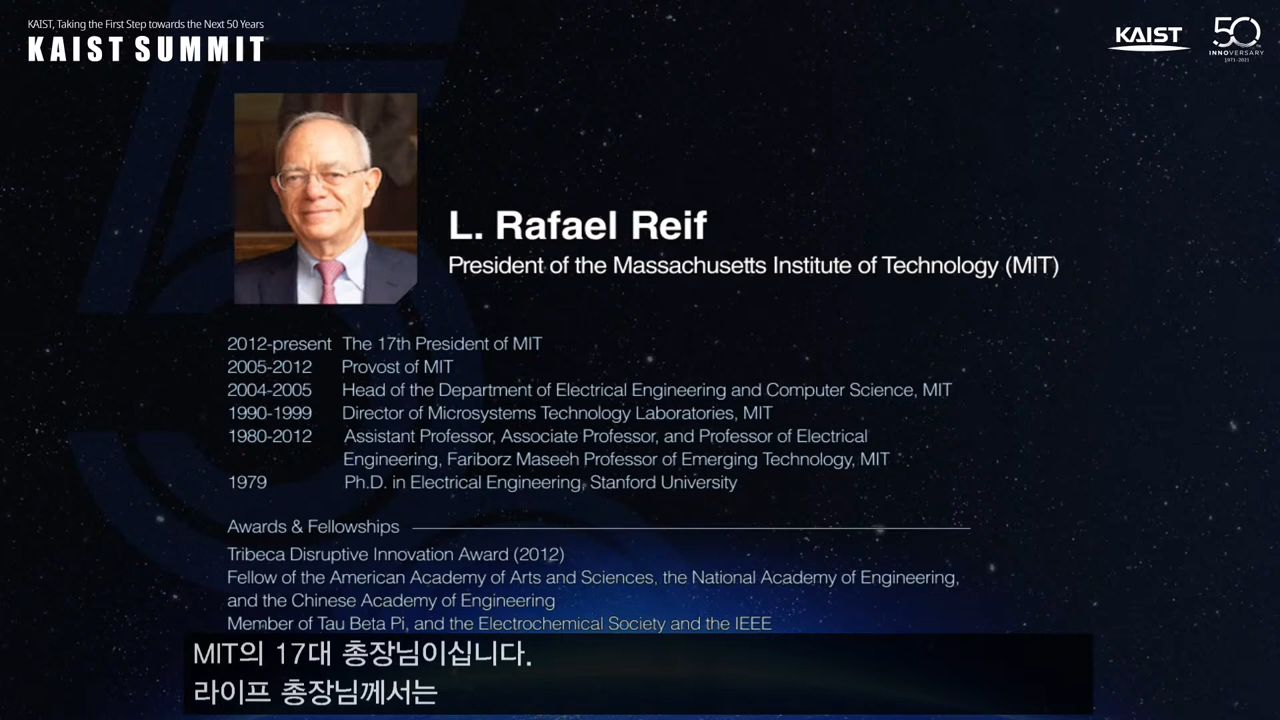 KAIST, Taking the First Step towards the Next 50 Years
KAIST SUMMIT
KAIST
50
INNOVERSARY
1971-2021
L. Rafael Reif
President of the Massachusetts Institute of Technology (MIT)
2012-present The 17th President of MIT
2005-2012 Provost of MIT
2004-2005 Head of the Department of Electrical Engineering and Computer Science, MIT
1990-1999 Director of Microsystems Technology Laboratories, MIT
1980-2012 Assistant Professor, Associate Professor, and Professor of Electrical
Engineering, Fariborz Maseeh Professor of Emerging Technology, MIT
1979 Ph.D. in Electrical Engineering, Stanford University
Awards & Fellowships
Tribeca Disruptive Innovation Award (2012)
Fellow of the American Academy of Arts and Sciences, the National Academy of Engineering,
and the Chinese Academy of Engineering
Member of Tau Beta Pi, and the Electrochemical Society and the IEEE
MIT의 17대 총장님이십니다.
라이프 총장님께서는